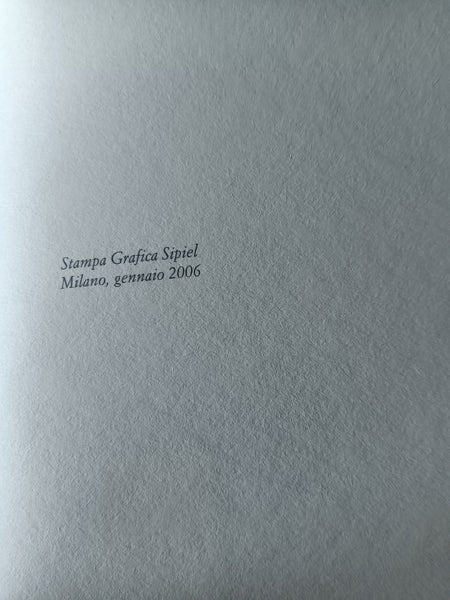 Stampa Grafica Sipiel
Milano, gennaio 2006